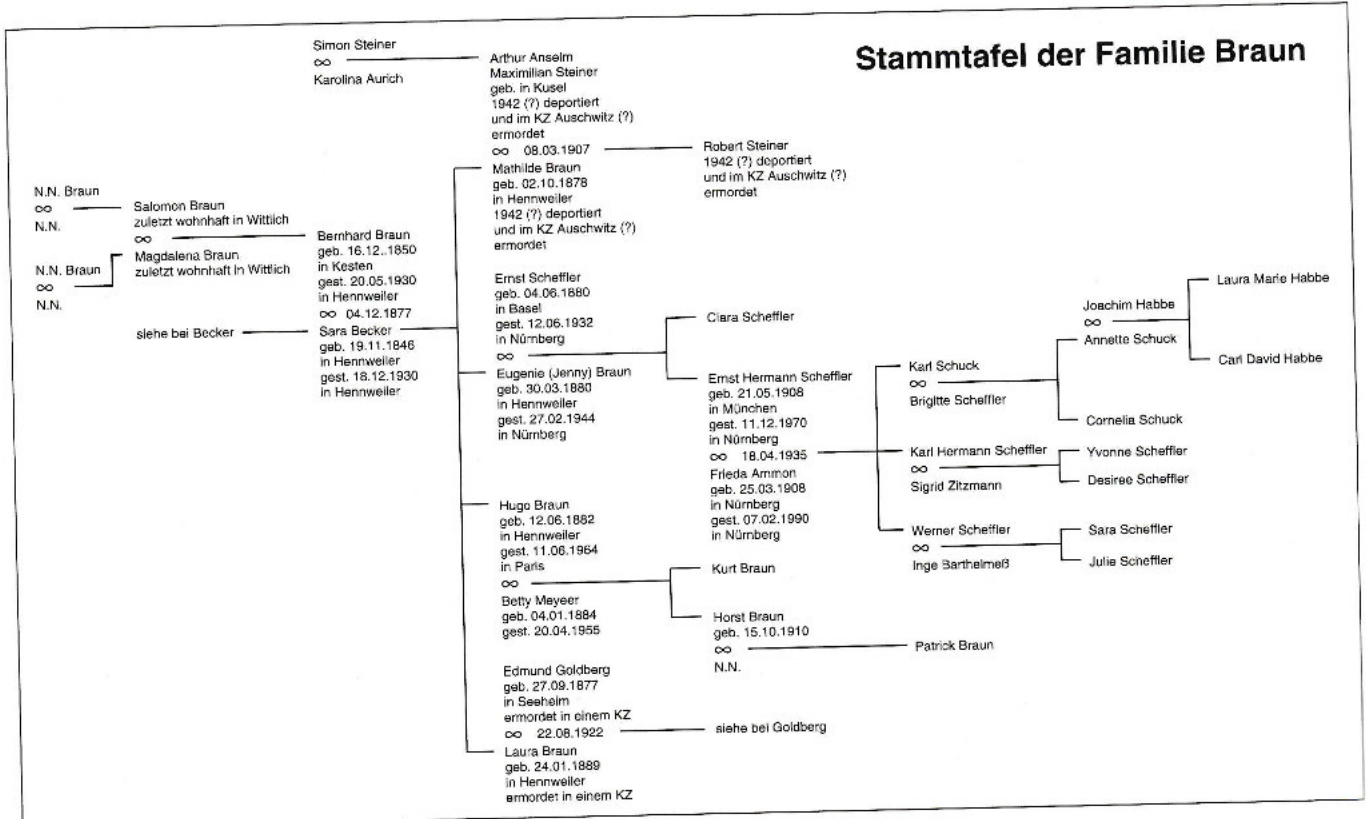 Stammtafel der Familie Braun
Simon Steiner
∞
Karolina Aurich
Arthur Anselm
Maximilian Steiner
geb. in Kusel
1942 (?) deportiert
und im KZ Auschwitz (?)
ermordet
∞ 08.03.1907
Mathilde Braun
geb. 02.10.1878
in Hennweiler
1942 (?) deportiert
und im KZ Auschwitz (?)
ermordet
Robert Steiner
1942 (?) deportiert
und im KZ Auschwitz (?)
ermordet
N.N. Braun
∞
N.N.
Salomon Braun
zuletzt wohnhaft in Wittlich
∞
Magdalena Braun
zuletzt wohnhaft in Wittlich
N.N. Braun
∞
N.N.
Bernhard Braun
geb. 16.12..1850
in Kesten
gest. 20.05.1930
in Hennweiler
∞ 04.12.1877
Sara Becker
geb. 19.11.1846
in Hennweiler
gest. 18.12.1930
in Hennweiler
siehe bei Becker
Ernst Scheffler
geb. 04.06.1880
in Basel
gest. 12.06.1932
in Nürnberg
∞
Eugenie (Jenny) Braun
geb. 30.03.1880
in Hennweiler
gest. 27.02.1944
in Nürnberg
Clara Scheffler
Ernst Hermann Scheffler
geb. 21.05.1908
in München
gest. 11.12.1970
in Nürnberg
∞ 18.04.1935
Frieda Ammon
geb. 25.03.1908
in Nürnberg
gest. 07.02.1990
in Nürnberg
Karl Schuck
∞
Brigitte Scheffler
Joachim Habbe
∞
Annette Schuck
Laura Marie Habbe
Carl David Habbe
Cornelia Schuck
Karl Hermann Scheffler
∞
Sigrid Zitzmann
Yvonne Scheffler
Desiree Scheffler
Werner Scheffler
∞
Inge Barthelmeß
Sara Scheffler
Julie Scheffler
Hugo Braun
geb. 12.06.1882
in Hennweiler
gest. 11.06.1964
in Paris
∞
Betty Meyeer
geb. 04.01.1884
gest. 20.04.1955
Kurt Braun
Horst Braun
geb. 15.10.1910
∞
N.N.
Patrick Braun
Edmund Goldberg
geb. 27.09.1877
in Seeheim
ermordet in einem KZ
∞ 22.08.1922
Laura Braun
geb. 24.01.1889
in Hennweiler
ermordet in einem KZ
siehe bei Goldberg